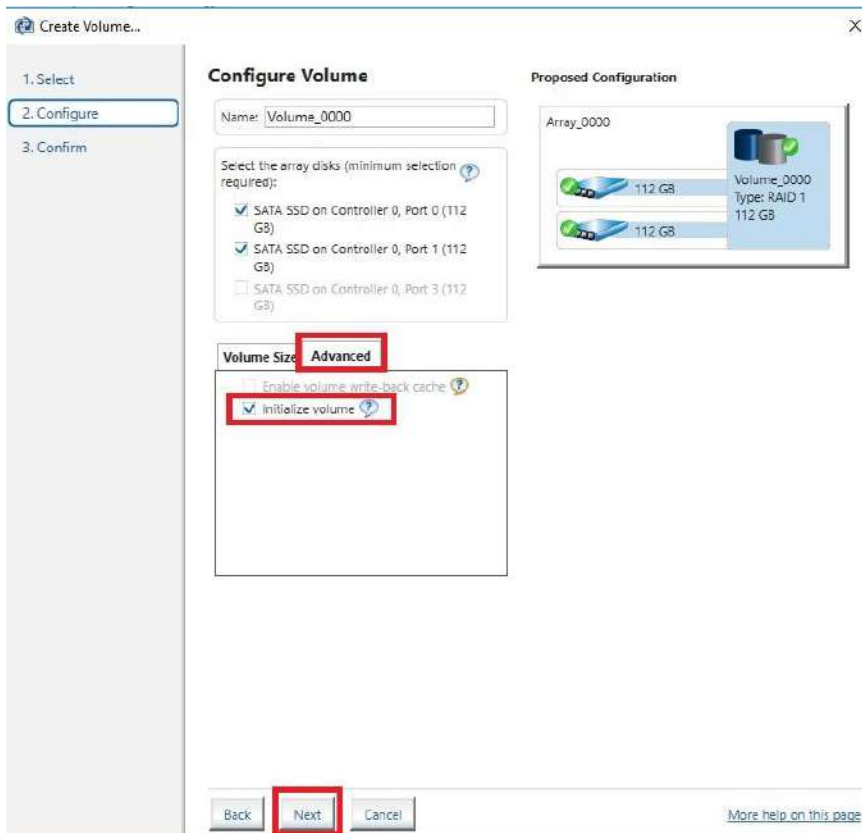 Create Volume...
1. Select
2. Configure
3. Confirm
Configure Volume
Name: Volume_0000
Select the array disks (minimum selection
required):
SATA SSD on Controller 0, Port 0 (112
GB)
SATA SSD on Controller 0, Port 1 (112
GB)
SATA SSD on Controller 0, Port 3 (112
GB)
Volume Size
Advanced
Enable volume write-back cache
Initialize volume
Proposed Configuration
Array_0000
112 GB
112 GB
Volume_0000
Type: RAID 1
112 GB
Back
Next
Cancel
More help on this page